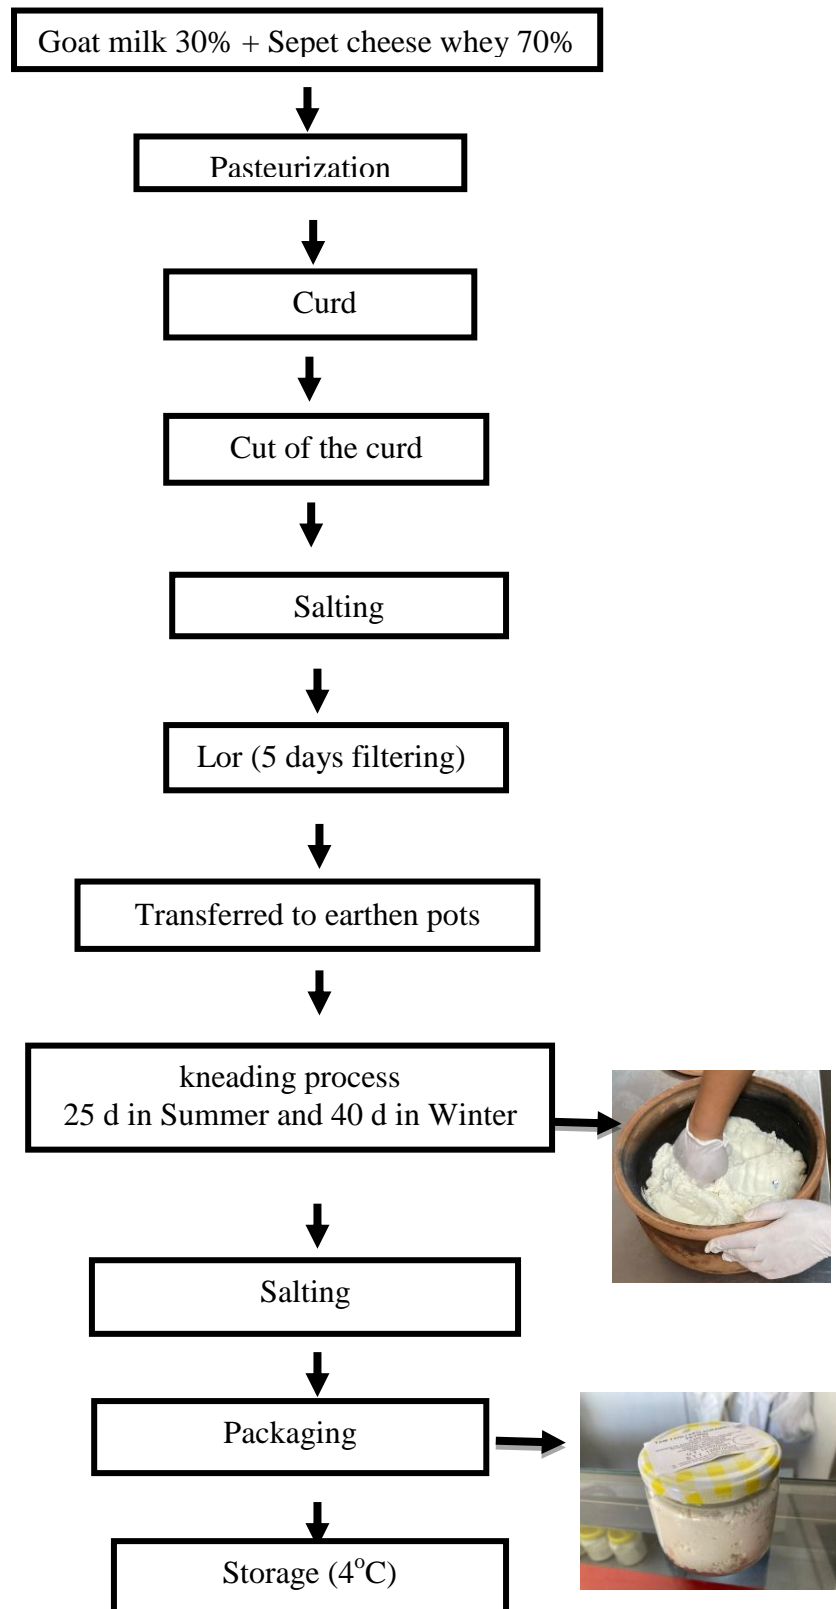 Goat milk 30% + Sepet cheese whey 70%
Pasteurization
Curd
Cut of the curd
Salting
Lor (5 days filtering)
Transferred to earthen pots
kneading process
25 d in Summer and 40 d in Winter
Salting
Packaging
Storage (4°C)